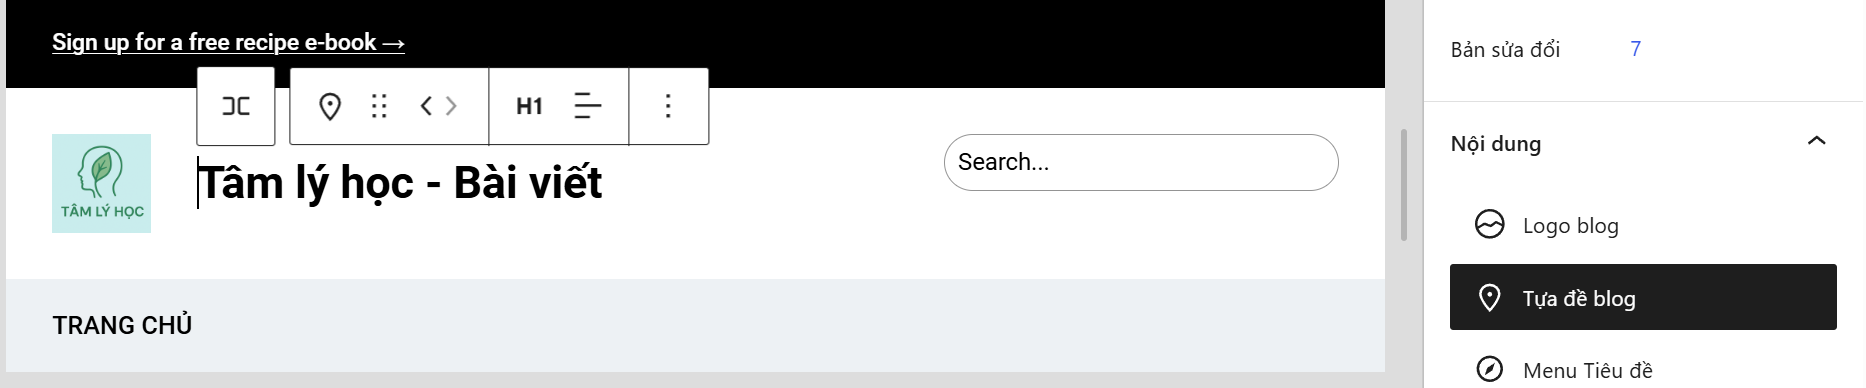 Sign up for a free recipe e-book →
H1
TÂM LÝ HỌC
Tâm lý học - Bài viết
Search...
TRANG CHỦ
Bản sửa đổi 7
Nội dung
Logo blog
Tựa đề blog
Menu Tiêu đề